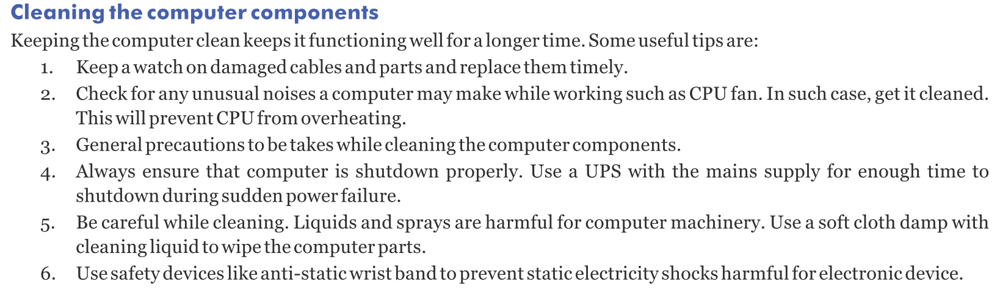 Cleaning the computer components
Keeping the computer clean keeps it functioning well for a longer time. Some useful tips are:
1. Keep a watch on damaged cables and parts and replace them timely.
2. Check for any unusual noises a computer may make while working such as CPU fan. In such case, get it cleaned.
This will prevent CPU from overheating.
3. General precautions to be takes while cleaning the computer components.
4. Always ensure that computer is shutdown properly. Use a UPS with the mains supply for enough time to
shutdown during sudden power failure.
5. Be careful while cleaning. Liquids and sprays are harmful for computer machinery. Use a soft cloth damp with
cleaning liquid to wipe the computer parts.
6. Use safety devices like anti-static wrist band to prevent static electricity shocks harmful for electronic device.